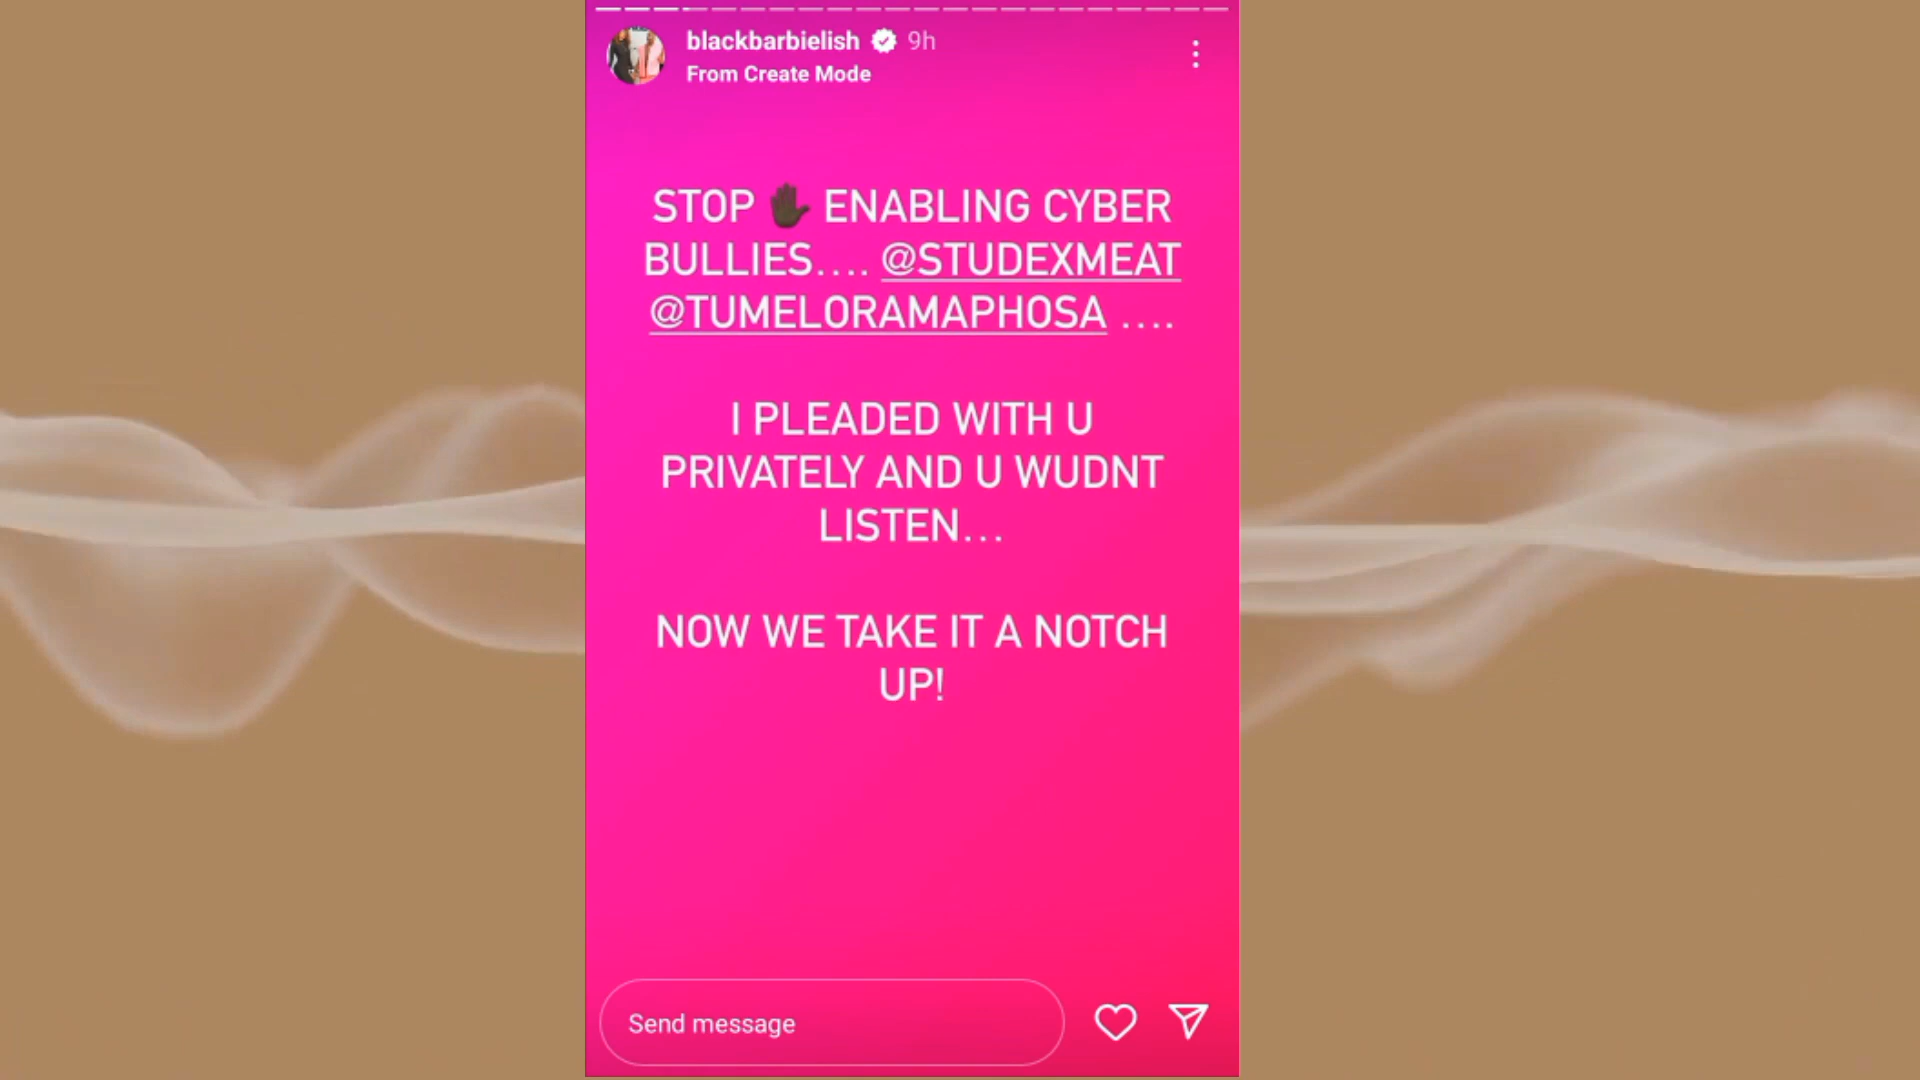 blackbarbielish 9h
From Create Mode
STOP ✋🏿 ENABLING CYBER
BULLIES.... @STUDEXMEAT
@TUMELORAMAPHOSA ....
I PLEADED WITH U
PRIVATELY AND U WUDNT
LISTEN...
NOW WE TAKE IT A NOTCH
UP!
Send message